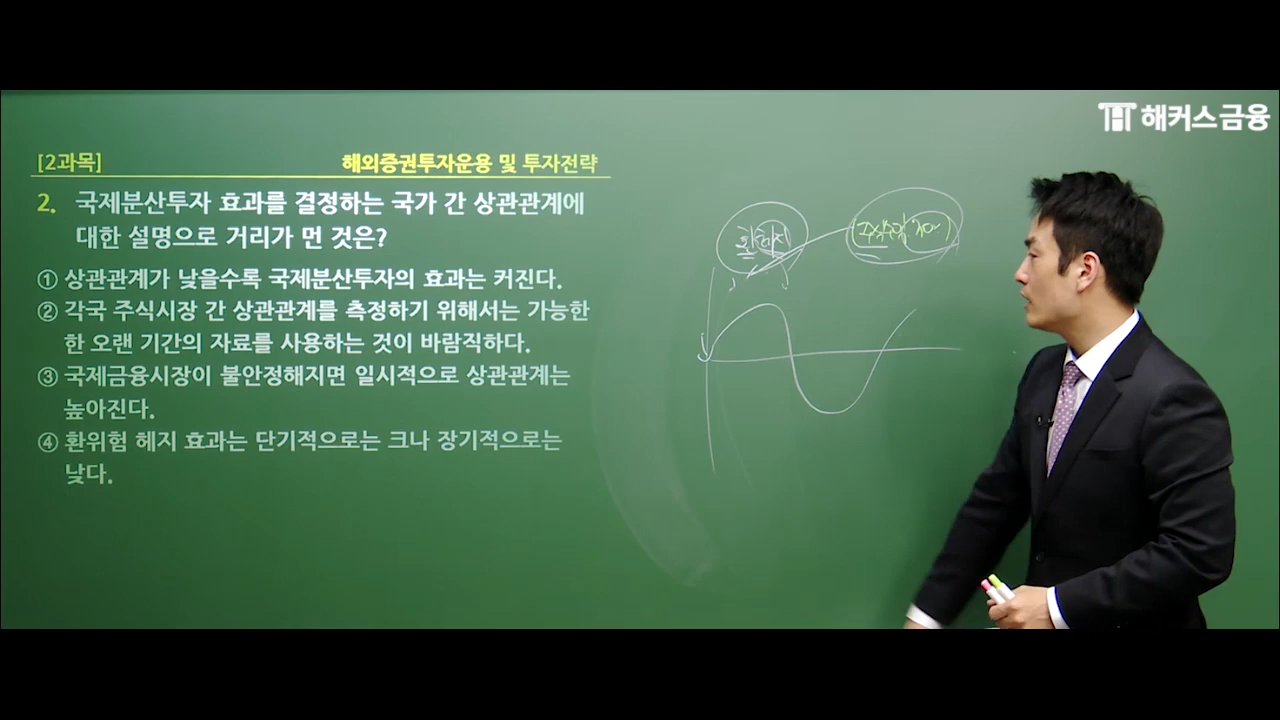 해커스금융
[2과목] 해외증권투자운용 및 투자전략
2. 국제분산투자 효과를 결정하는 국가 간 상관관계에
대한 설명으로 거리가 먼 것은?
① 상관관계가 낮을수록 국제분산투자의 효과는 커진다.
② 각국 주식시장 간 상관관계를 측정하기 위해서는 가능한
한 오랜 기간의 자료를 사용하는 것이 바람직하다.
③ 국제금융시장이 불안정해지면 일시적으로 상관관계는
높아진다.
④ 환위험 헤지 효과는 단기적으로는 크나 장기적으로는
낮다.
환헤지